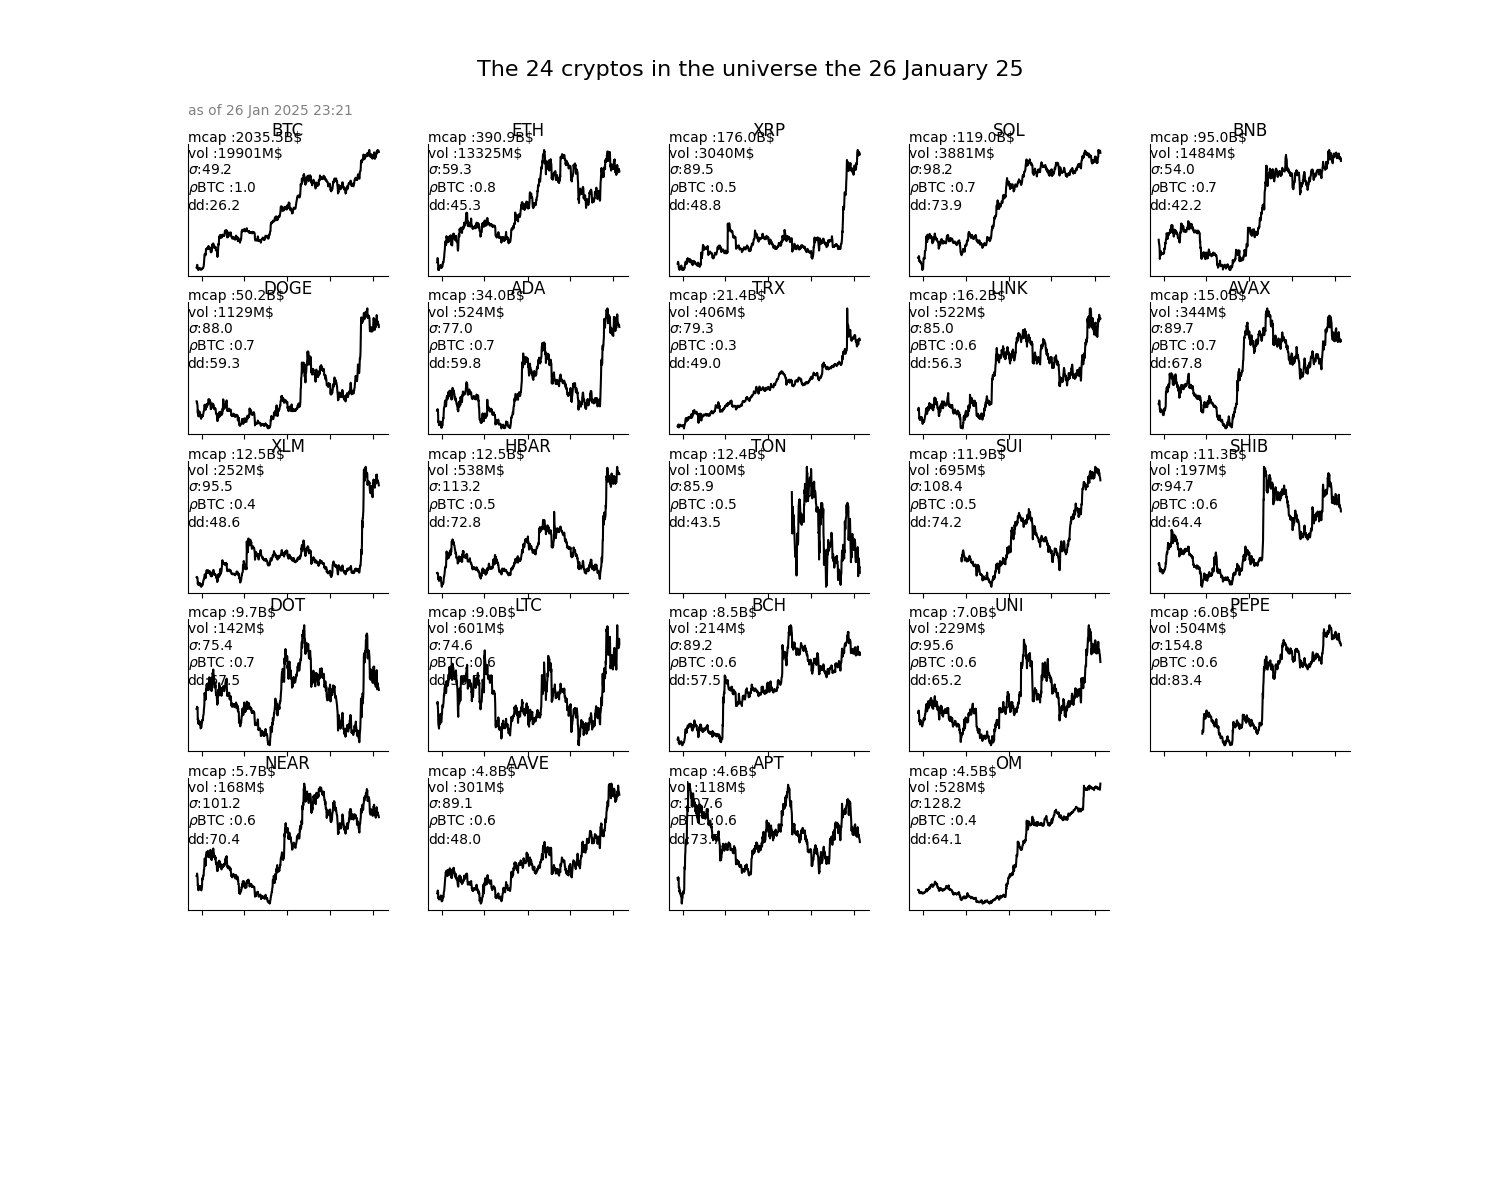 The 24 cryptos in the universe the 26 January 25
as of 26 Jan 2025 23:21
BTC
mcap :2035.5B$
vol :19901M$
σ:49.2
ρBTC :1.0
dd:26.2
ETH
mcap :390.9B$
vol :13325M$
σ:59.3
ρBTC :0.8
dd:45.3
XRP
mcap :176.0B$
vol :3040M$
σ:89.5
ρBTC :0.5
dd:48.8
SOL
mcap :119.0B$
vol :3881M$
σ:98.2
ρBTC :0.7
dd:73.9
BNB
mcap :95.0B$
vol :1484M$
σ:54.0
ρBTC :0.7
dd:42.2
DOGE
mcap :50.2B$
vol :1129M$
σ:88.0
ρBTC :0.7
dd:59.3
ADA
mcap :34.0B$
vol :524M$
σ:77.0
ρBTC :0.7
dd:59.8
TRX
mcap :21.4B$
vol :406M$
σ:79.3
ρBTC :0.3
dd:49.0
LINK
mcap :16.2B$
vol :522M$
σ:85.0
ρBTC :0.6
dd:56.3
AVAX
mcap :15.0B$
vol :344M$
σ:89.7
ρBTC :0.7
dd:67.8
XLM
mcap :12.5B$
vol :252M$
σ:95.5
ρBTC :0.4
dd:48.6
HBAR
mcap :12.5B$
vol :538M$
σ:113.2
ρBTC :0.5
dd:72.8
TON
mcap :12.4B$
vol :100M$
σ:85.9
ρBTC :0.5
dd:43.5
SUI
mcap :11.9B$
vol :695M$
σ:108.4
ρBTC :0.5
dd:74.2
SHIB
mcap :11.3B$
vol :197M$
σ:94.7
ρBTC :0.6
dd:64.4
DOT
mcap :9.7B$
vol :142M$
σ:75.4
ρBTC :0.7
LTC
mcap :9.0B$
vol :601M$
σ:74.6
ρBTC :0.6
BCH
mcap :8.5B$
vol :214M$
σ:89.2
ρBTC :0.6
dd:57.5
UNI
mcap :7.0B$
vol :229M$
σ:95.6
ρBTC :0.6
dd:65.2
PEPE
mcap :6.0B$
vol :504M$
σ:154.8
ρBTC :0.6
dd:83.4
NEAR
mcap :5.7B$
vol :168M$
σ:101.2
ρBTC :0.6
dd:70.4
AAVE
mcap :4.8B$
vol :301M$
σ:89.1
ρBTC :0.6
dd:48.0
APT
mcap :4.6B$
vol :118M$
σ:107.6
ρBTC :0.6
OM
mcap :4.5B$
vol :528M$
σ:128.2
ρBTC :0.4
dd:64.1